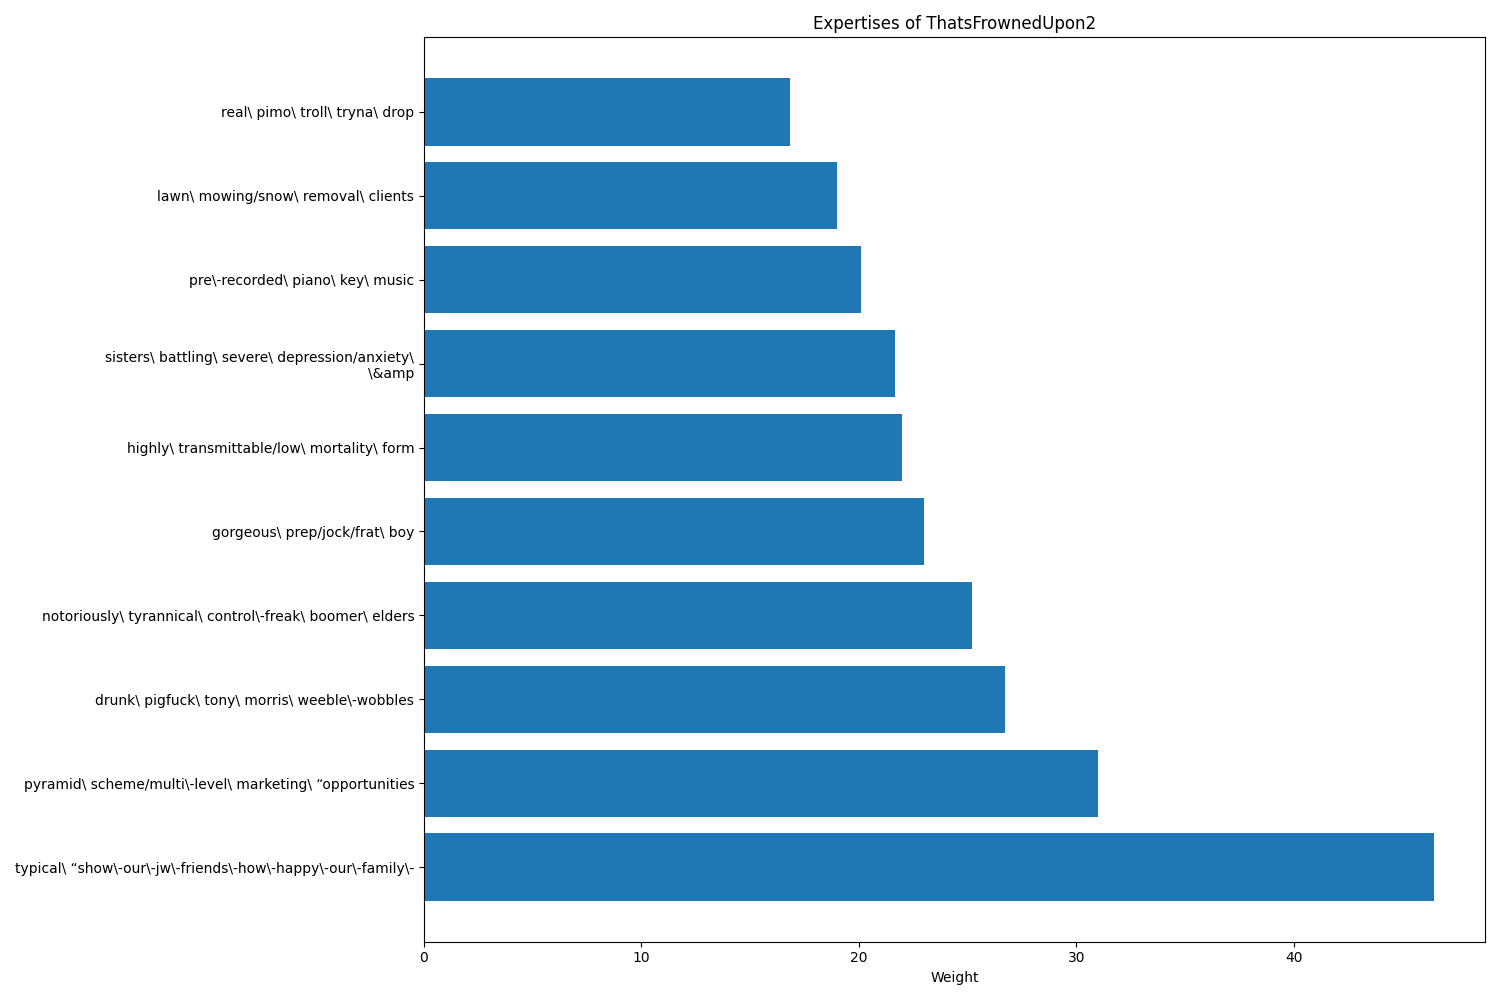 Expertises of ThatsFrownedUpon2
real\ pimo\ troll\ tryna\ drop
lawn\ mowing/snow\ removal\ clients
pre\-recorded\ piano\ key\ music
sisters\ battling\ severe\ depression/anxiety\
\&amp
highly\ transmittable/low\ mortality\ form
gorgeous\ prep/jock/frat\ boy
notoriously\ tyrannical\ control\-freak\ boomer\ elders
drunk\ pigfuck\ tony\ morris\ weeble\-wobbles
pyramid\ scheme/multi\-level\ marketing\ “opportunities
typical\ “show\-our\-jw\-friends\-how\-happy\-our\-family\-
0 10 20 30 40
Weight